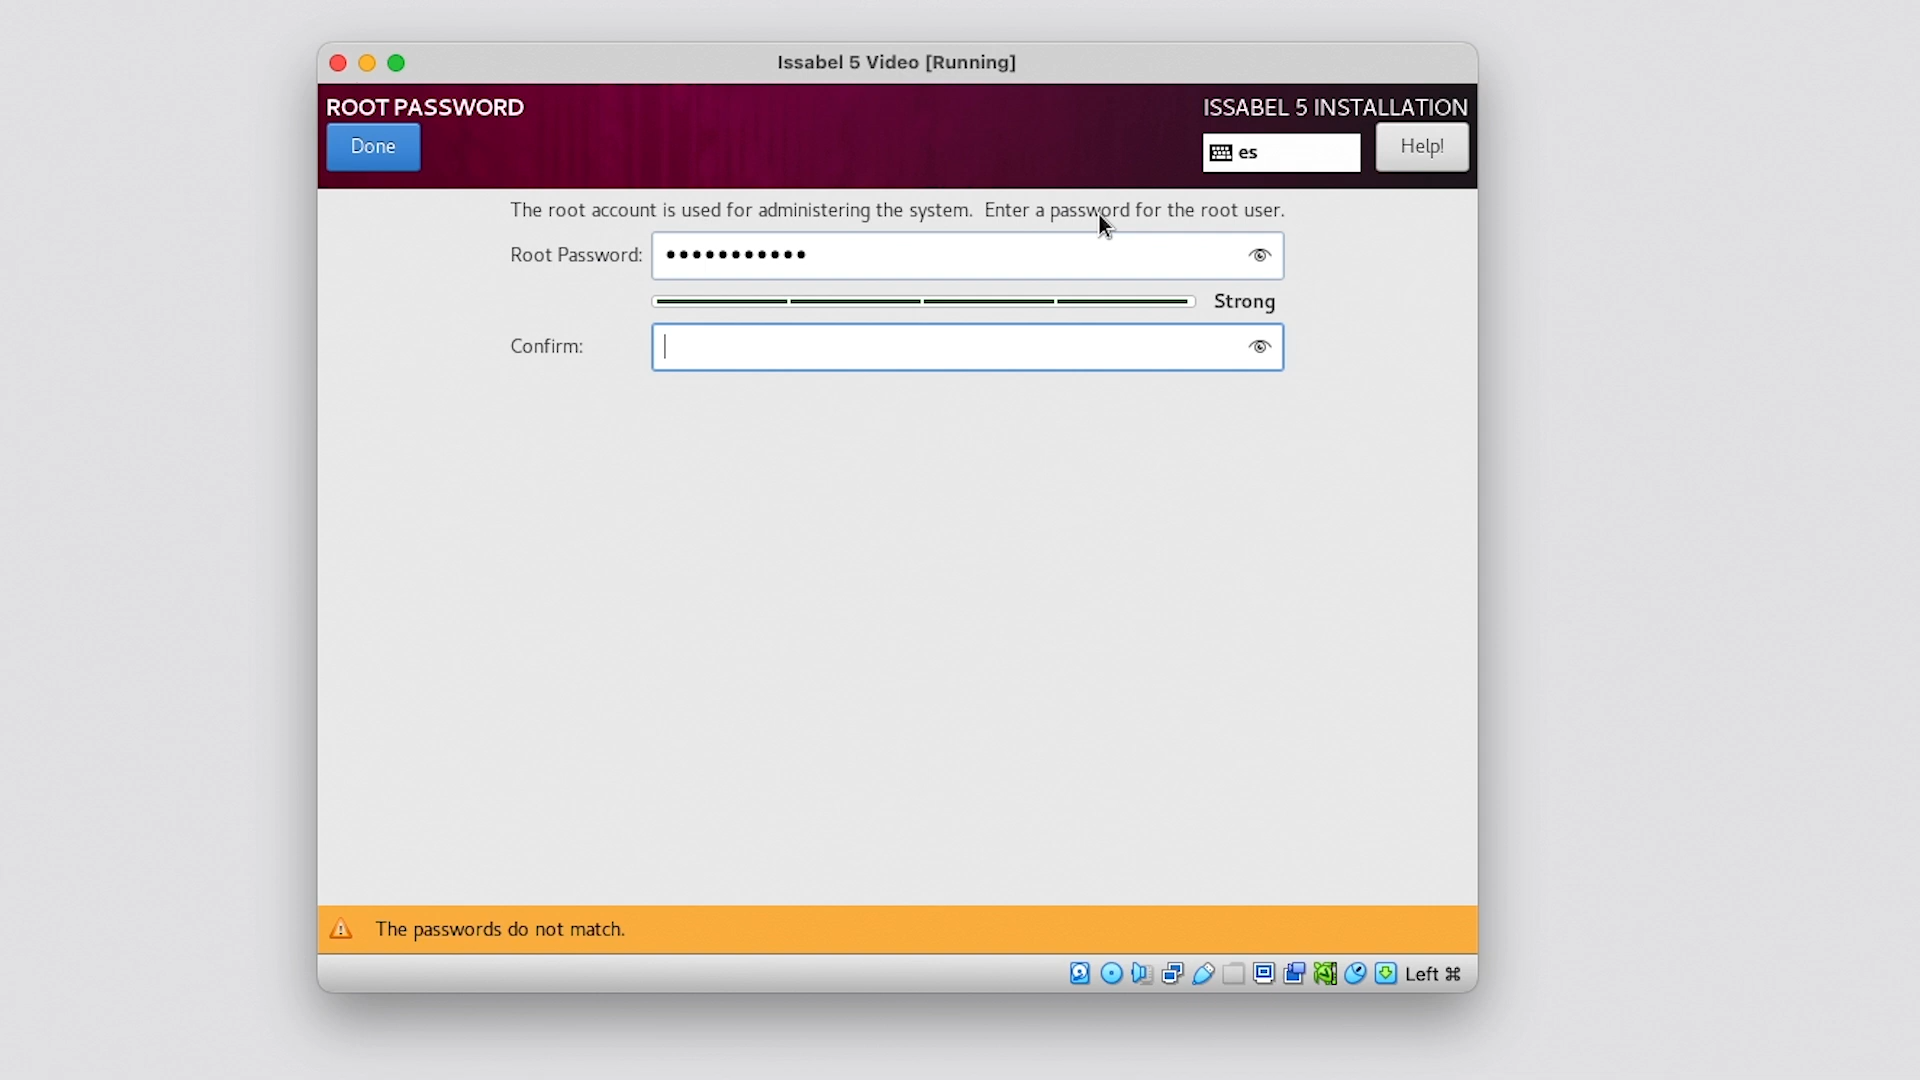 Issabel 5 Video [Running]
ROOT PASSWORD
ISSABEL 5 INSTALLATION
Done
es
Help!
The root account is used for administering the system.  Enter a password for the root user.
Root Password: •••••••••••
Strong
Confirm:
The passwords do not match.
Left ⌘